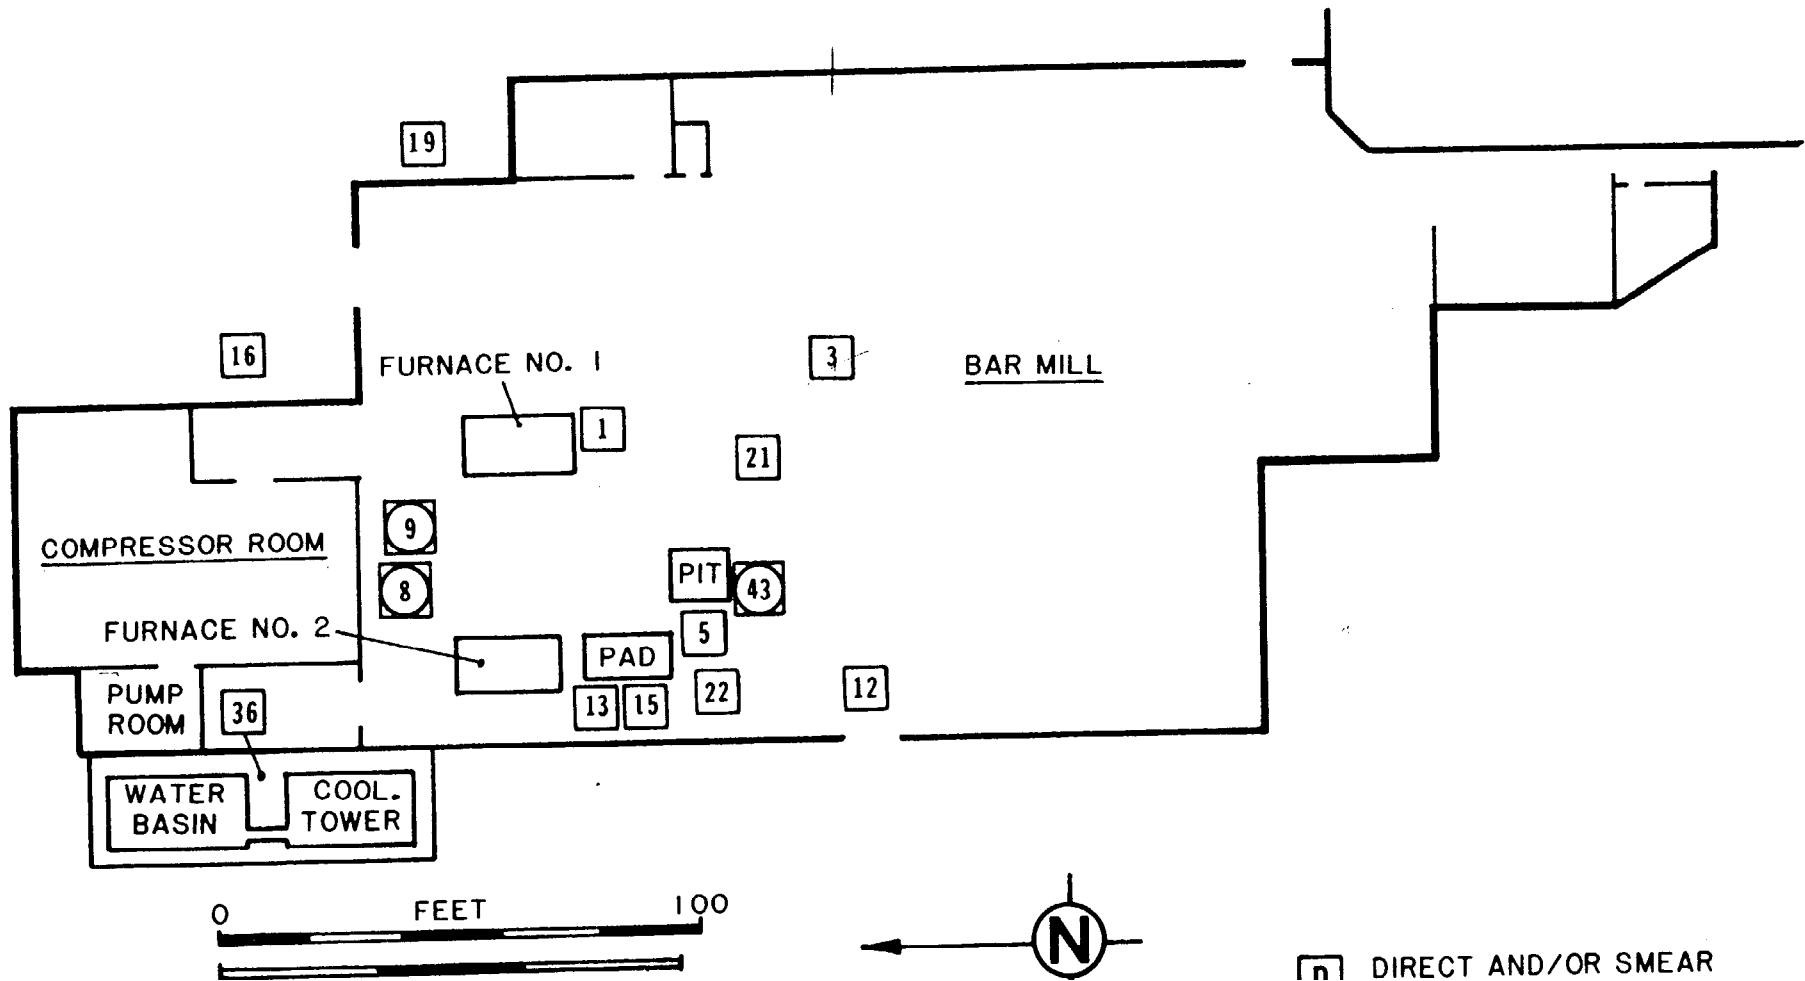 19
16
FURNACE NO. 1
3
BAR MILL
1
21
9
COMPRESSOR ROOM
PIT
43
8
FURNACE NO. 2
5
PAD
PUMP
ROOM
36
13
15
22
12
WATER
BASIN
COOL.
TOWER
0
FEET
100
N
n
DIRECT AND/OR SMEAR